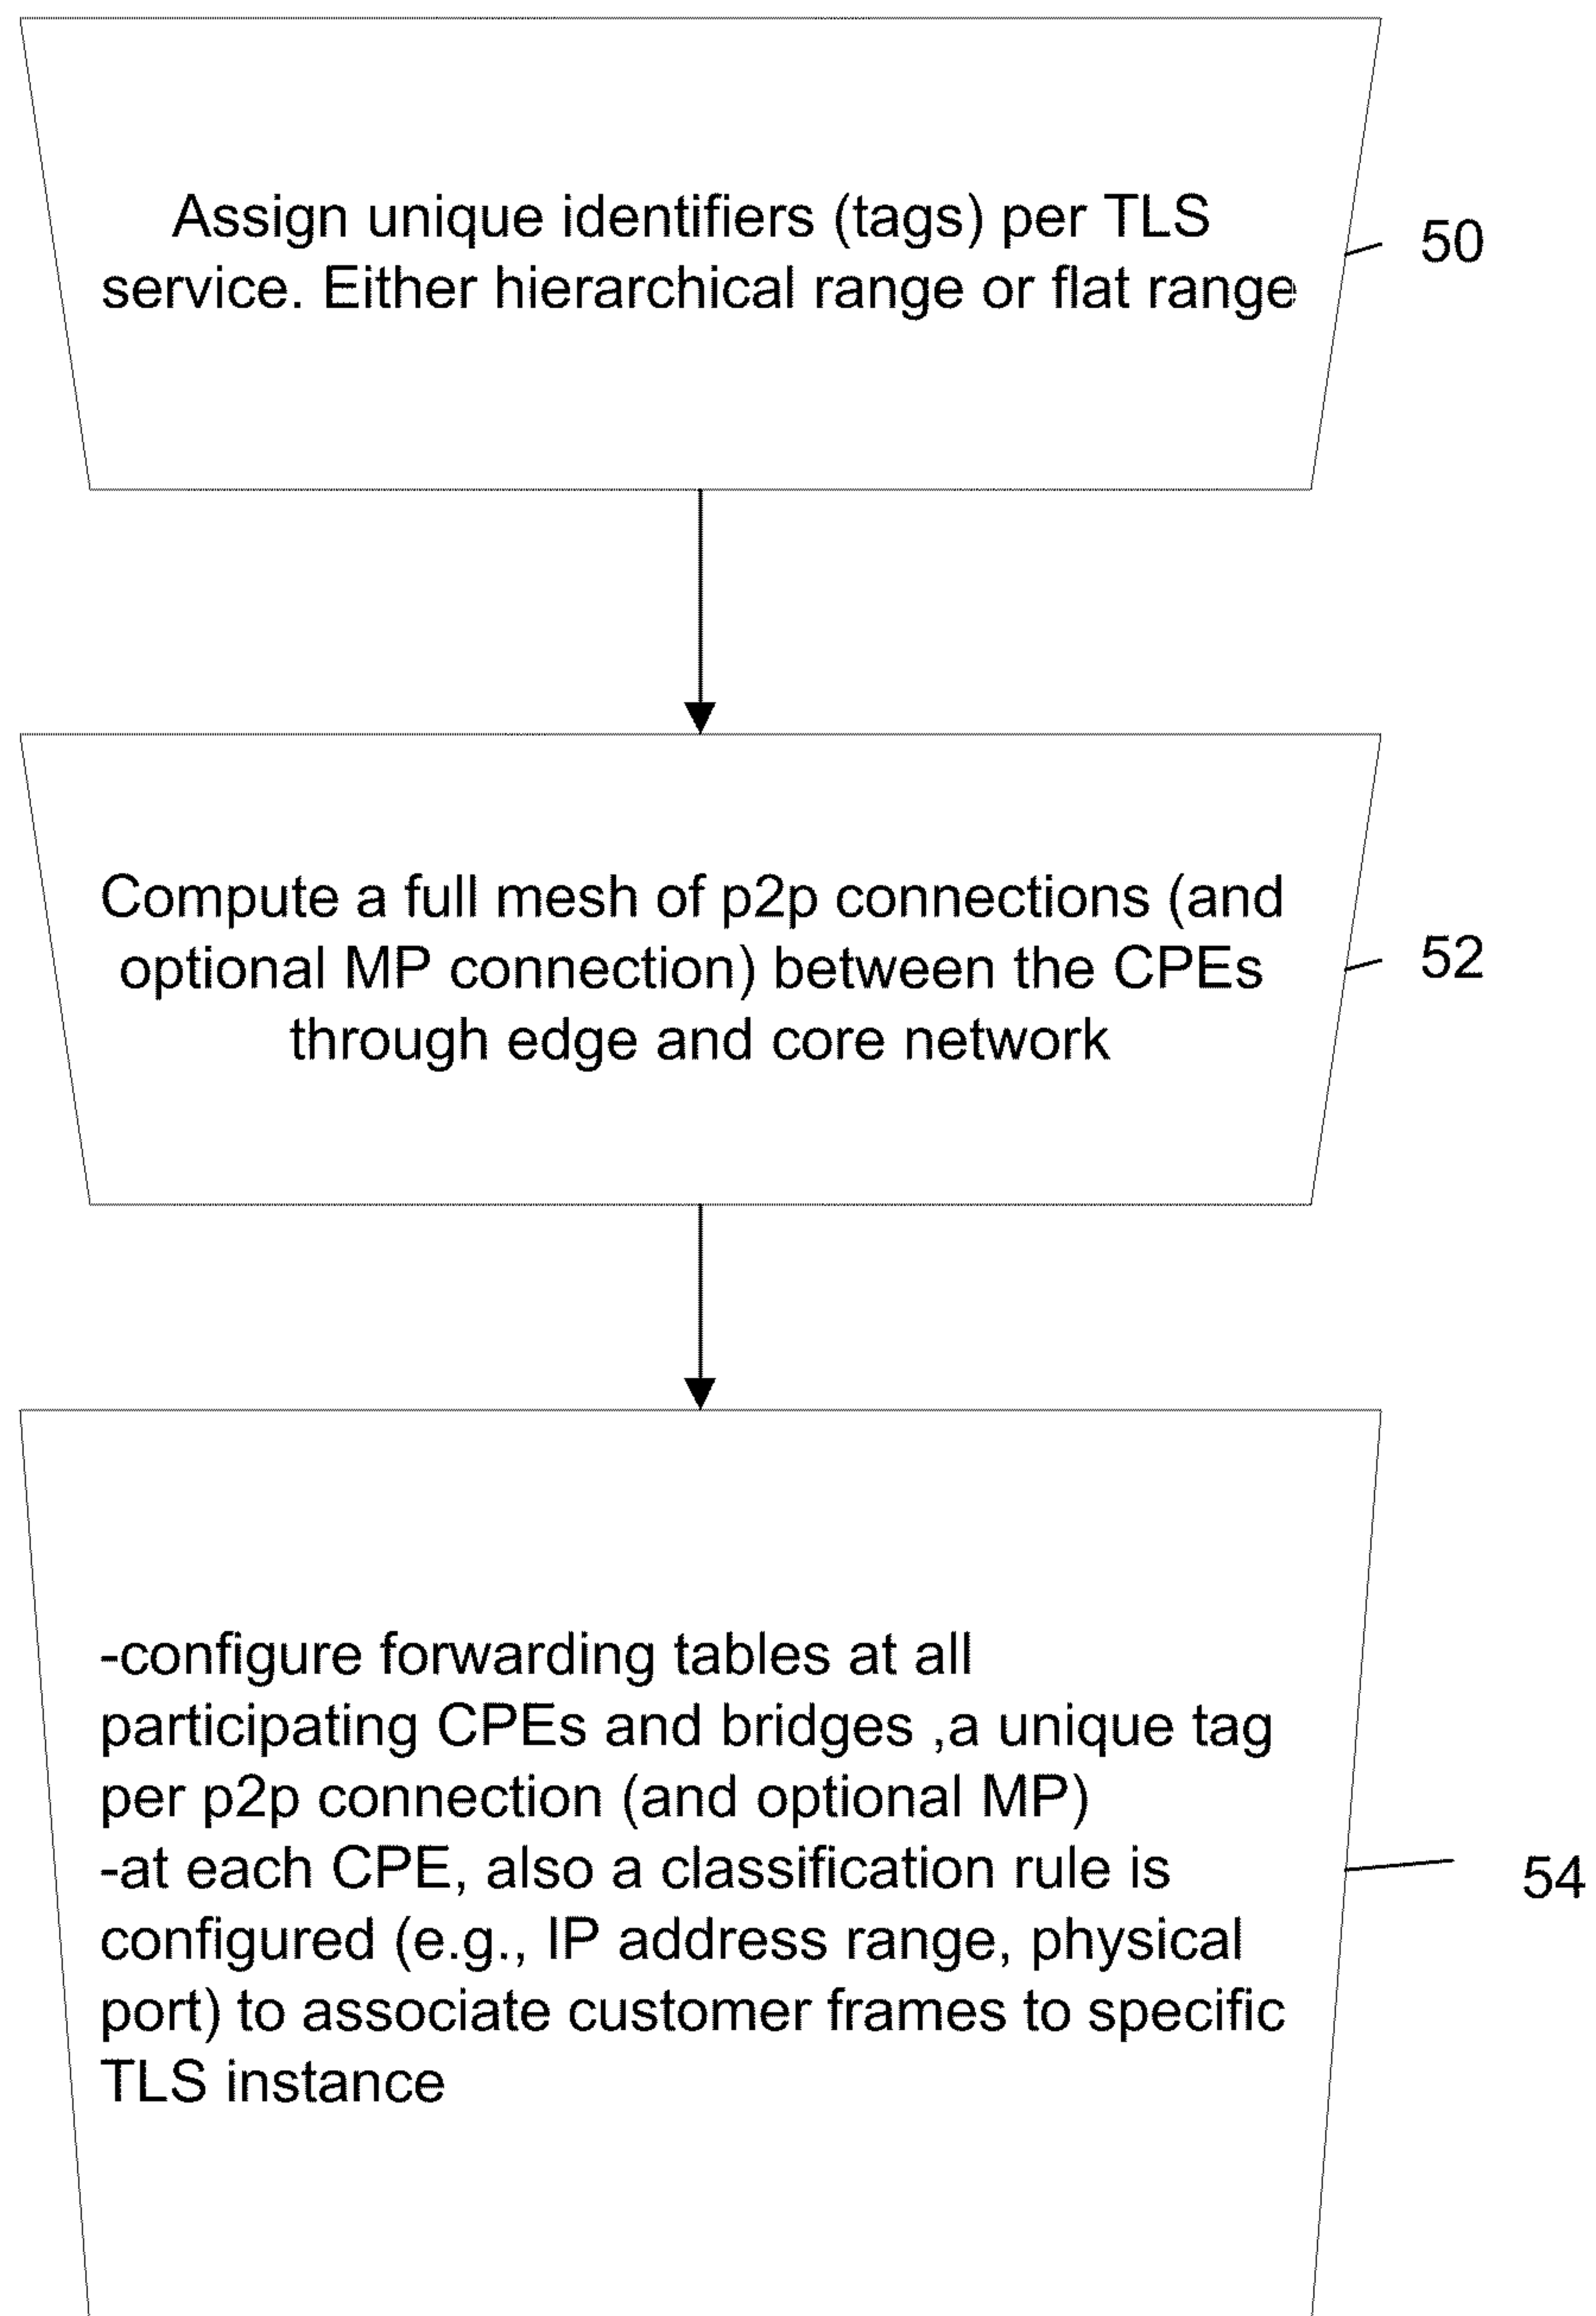 Assign unique identifiers (tags) per TLS
service. Either hierarchical range or flat range
50
Compute a full mesh of p2p connections (and
optional MP connection) between the CPEs
through edge and core network
52
-configure forwarding tables at all
participating CPEs and bridges ,a unique tag
per p2p connection (and optional MP)
-at each CPE, also a classification rule is
configured (e.g., IP address range, physical
port) to associate customer frames to specific
TLS instance
54